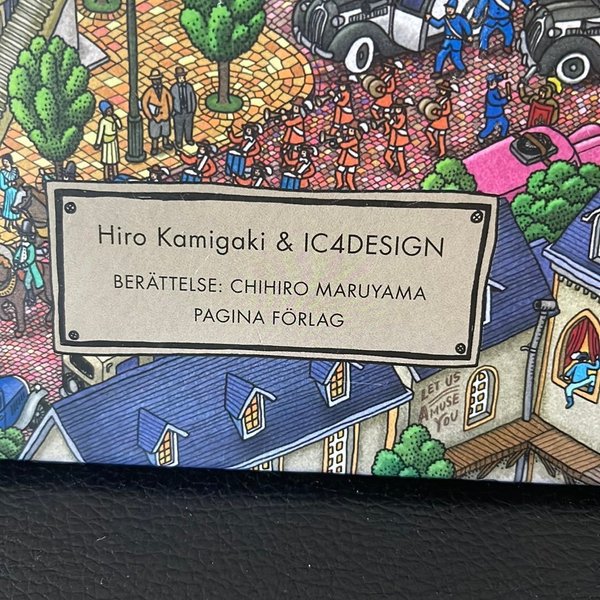 Hiro Kamigaki & IC4DESIGN
BERÄTTELSE: CHIHIRO MARUYAMA
PAGINA FÖRLAG
LET US
AMUSE
YOU